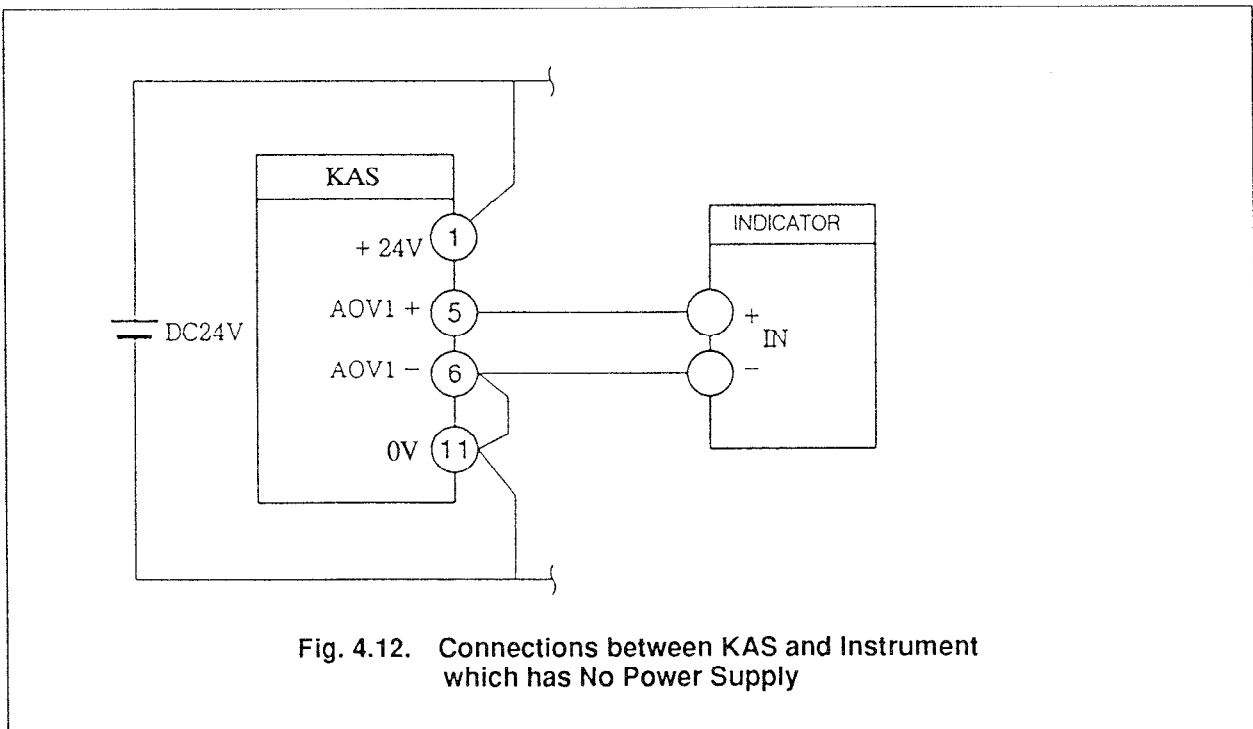 KAS
INDICATOR
+ 24V
1
AOV1 +
5
+
IN
DC24V
AOV1 −
6
−
0V
11
Fig. 4.12. Connections between KAS and Instrument
which has No Power Supply